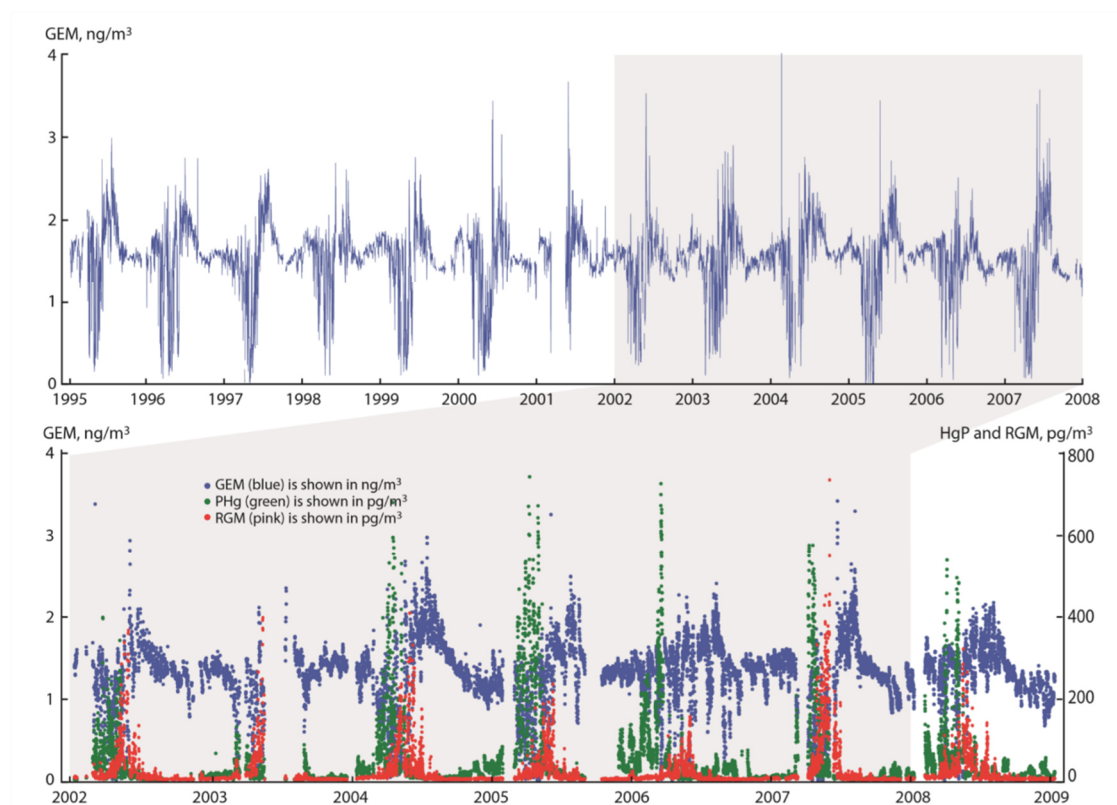 GEM, ng/m³
4
3
2
1
0
1995 1996 1997 1998 1999 2000 2001 2002 2003 2004 2005 2006 2007 2008
GEM, ng/m³ HgP and RGM, pg/m³
4 800
GEM (blue) is shown in ng/m³
PHg (green) is shown in pg/m³
RGM (pink) is shown in pg/m³
3 600
2 400
1 200
0 0
2002 2003 2004 2005 2006 2007 2008 2009